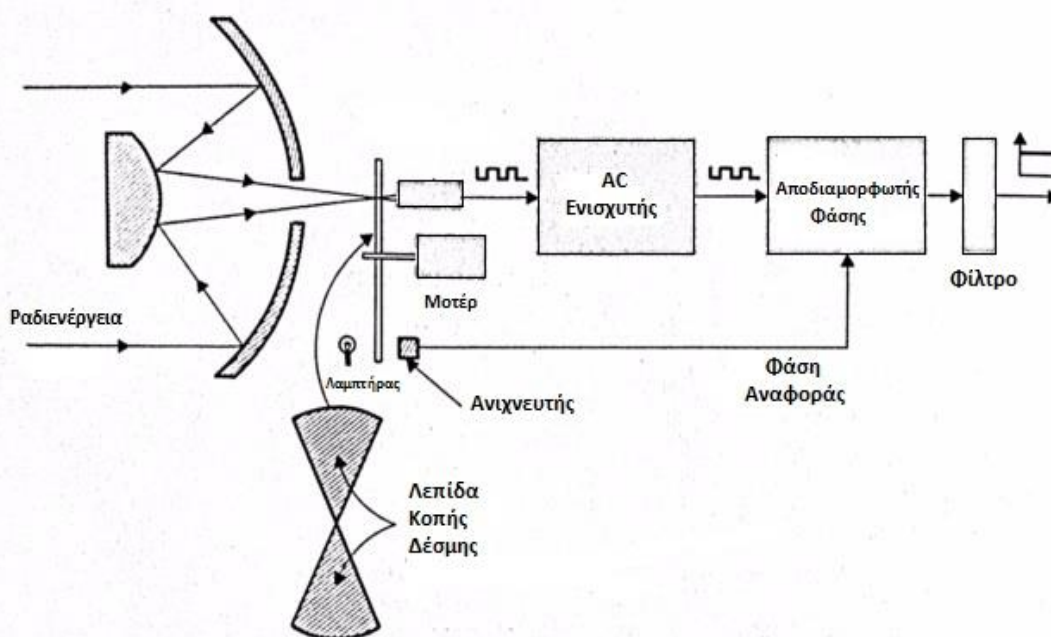 AC
Ενισχυτής
Αποδιαμορφωτής
Φάσης
Φίλτρο
Μοτέρ
Ραδιενέργεια
Λαμπτήρας
Ανιχνευτής
Φάση
Αναφοράς
Λεπίδα
Κοπής
Δέσμης